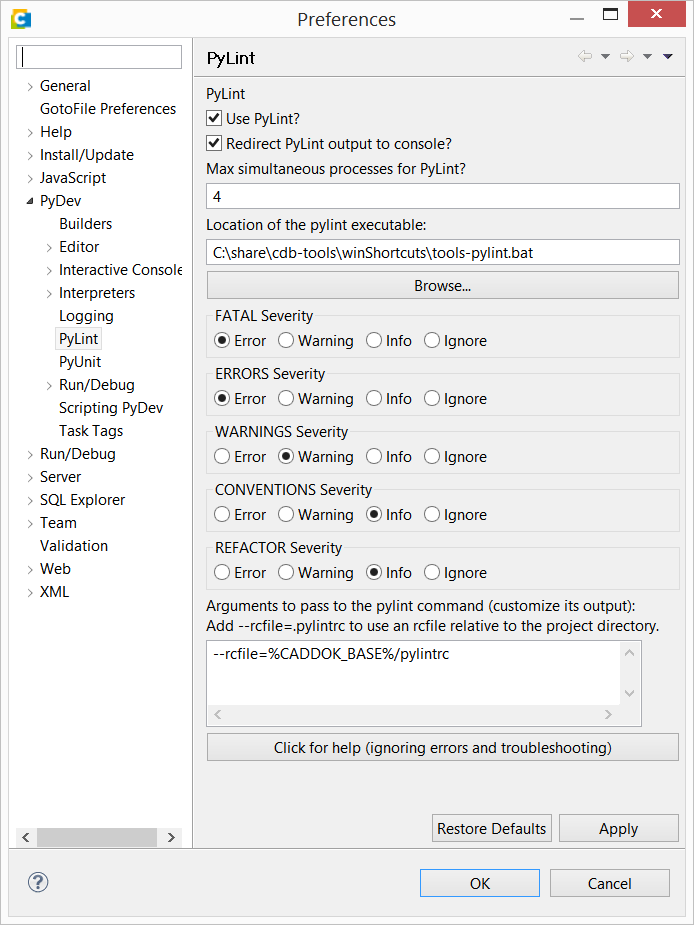 Preferences
General
GotoFile Preferences
Help
Install/Update
JavaScript
PyDev
Builders
Editor
Interactive Console
Interpreters
Logging
PyLint
PyUnit
Run/Debug
Scripting PyDev
Task Tags
Run/Debug
Server
SQL Explorer
Team
Validation
Web
XML
PyLint
PyLint
Use PyLint?
Redirect PyLint output to console?
Max simultaneous processes for PyLint?
4
Location of the pylint executable:
C:\share\cdb-tools\winShortcuts\tools-pylint.bat
Browse...
FATAL Severity
Error Warning Info Ignore
ERRORS Severity
Error Warning Info Ignore
WARNINGS Severity
Error Warning Info Ignore
CONVENTIONS Severity
Error Warning Info Ignore
REFACTOR Severity
Error Warning Info Ignore
Arguments to pass to the pylint command (customize its output):
Add --rcfile=.pylintrc to use an rcfile relative to the project directory.
--rcfile=%CADDOK_BASE%/pylintrc
Click for help (ignoring errors and troubleshooting)
Restore Defaults Apply
? OK Cancel